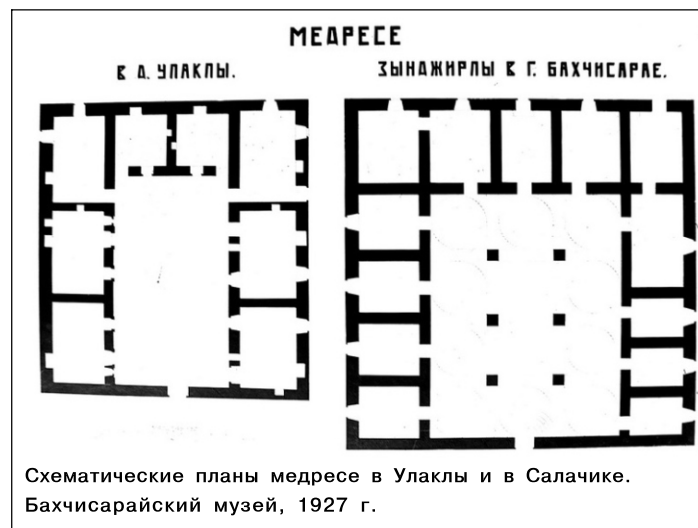 МЕДРЕСЕ
В Д. УЛАКЛЫ.
ЗЫНДЖИРЛЫ В Г. БАХЧИСАРАЕ.
Схематические планы медресе в Улаклы и в Салачике.
Бахчисарайский музей, 1927 г.